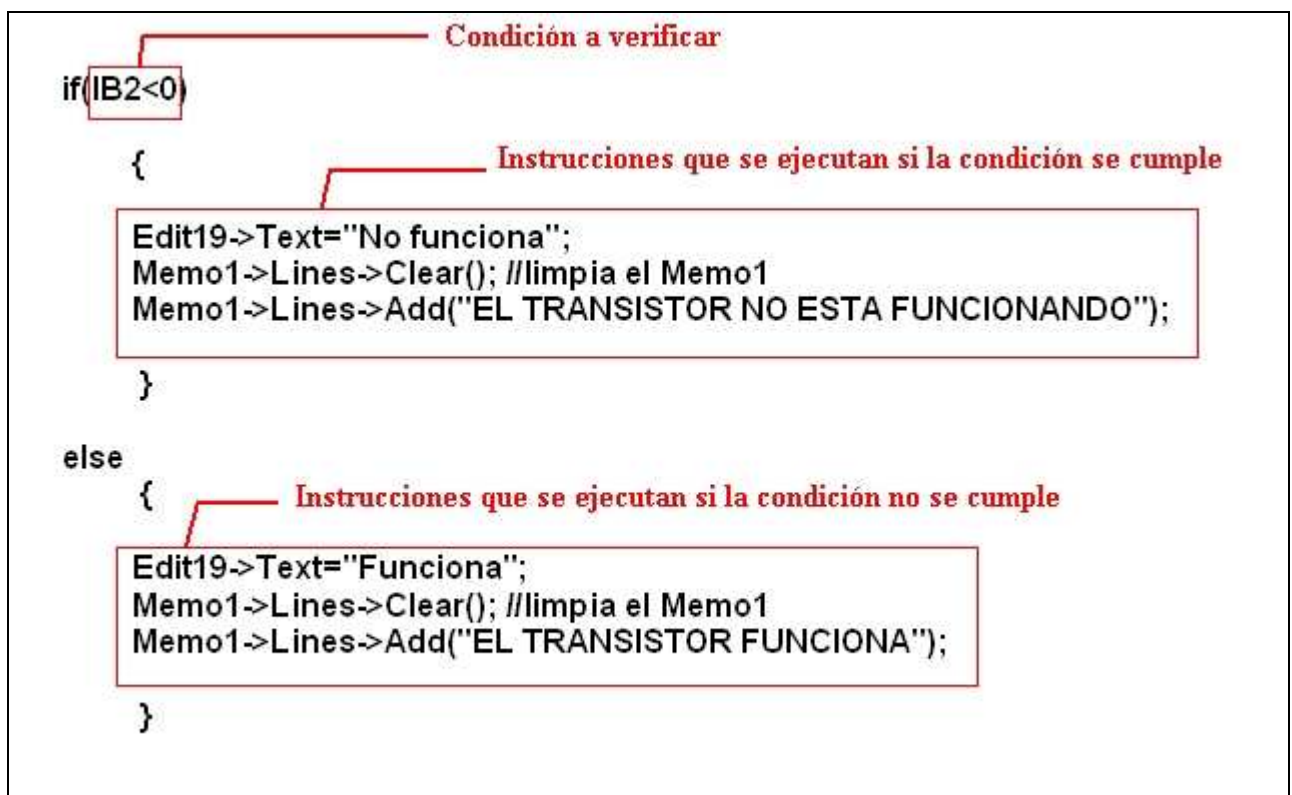 Condición a verificar
if(IB2<0)
{
Instrucciones que se ejecutan si la condición se cumple
Edit19->Text="No funciona";
Memo1->Lines->Clear(); //limpia el Memo1
Memo1->Lines->Add("EL TRANSISTOR NO ESTA FUNCIONANDO");
}
else
{
Instrucciones que se ejecutan si la condición no se cumple
Edit19->Text="Funciona";
Memo1->Lines->Clear(); //limpia el Memo1
Memo1->Lines->Add("EL TRANSISTOR FUNCIONA");
}